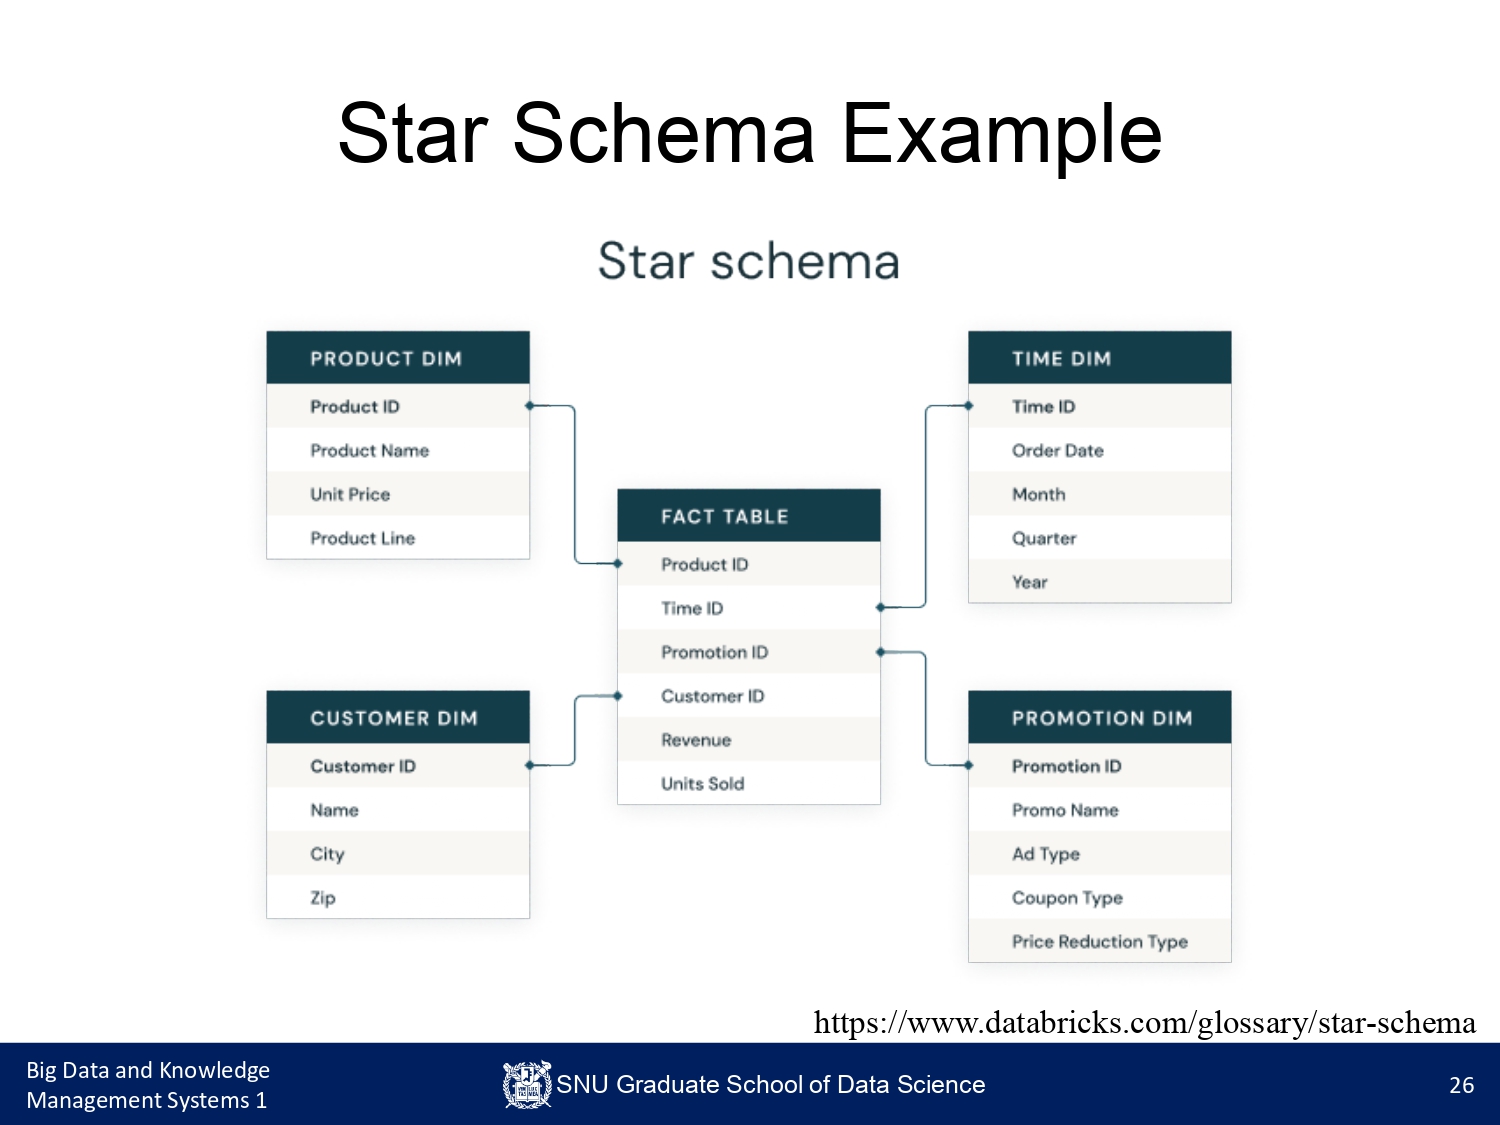 Star Schema Example
Star schema
PRODUCT DIM
Product ID
Product Name
Unit Price
Product Line
TIME DIM
Time ID
Order Date
Month
Quarter
Year
FACT TABLE
Product ID
Time ID
Promotion ID
Customer ID
Revenue
Units Sold
CUSTOMER DIM
Customer ID
Name
City
Zip
PROMOTION DIM
Promotion ID
Promo Name
Ad Type
Coupon Type
Price Reduction Type
https://www.databricks.com/glossary/star-schema
Big Data and Knowledge
Management Systems 1
SNU Graduate School of Data Science
26